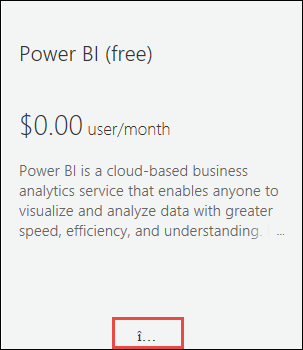 Power BI (free)
$0.00 user/month
Power BI is a cloud-based business
analytics service that enables anyone to
visualize and analyze data with greater
speed, efficiency, and understanding. ...
î...